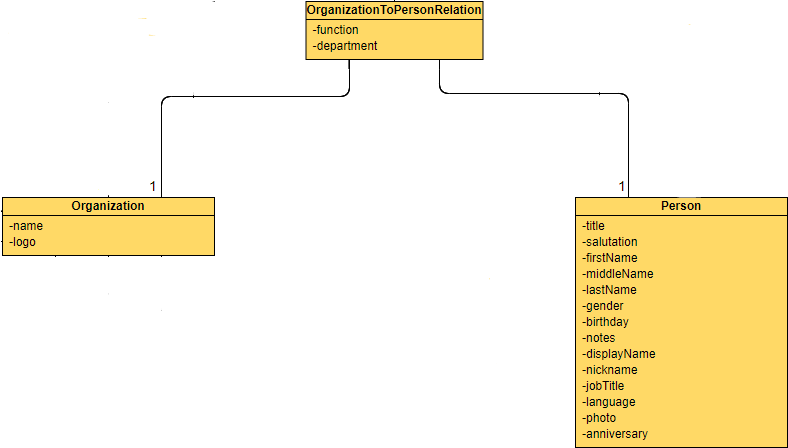 OrganizationToPersonRelation
-function
-department
1
1
Organization
-name
-logo
Person
-title
-salutation
-firstName
-middleName
-lastName
-gender
-birthday
-notes
-displayName
-nickname
-jobTitle
-language
-photo
-anniversary